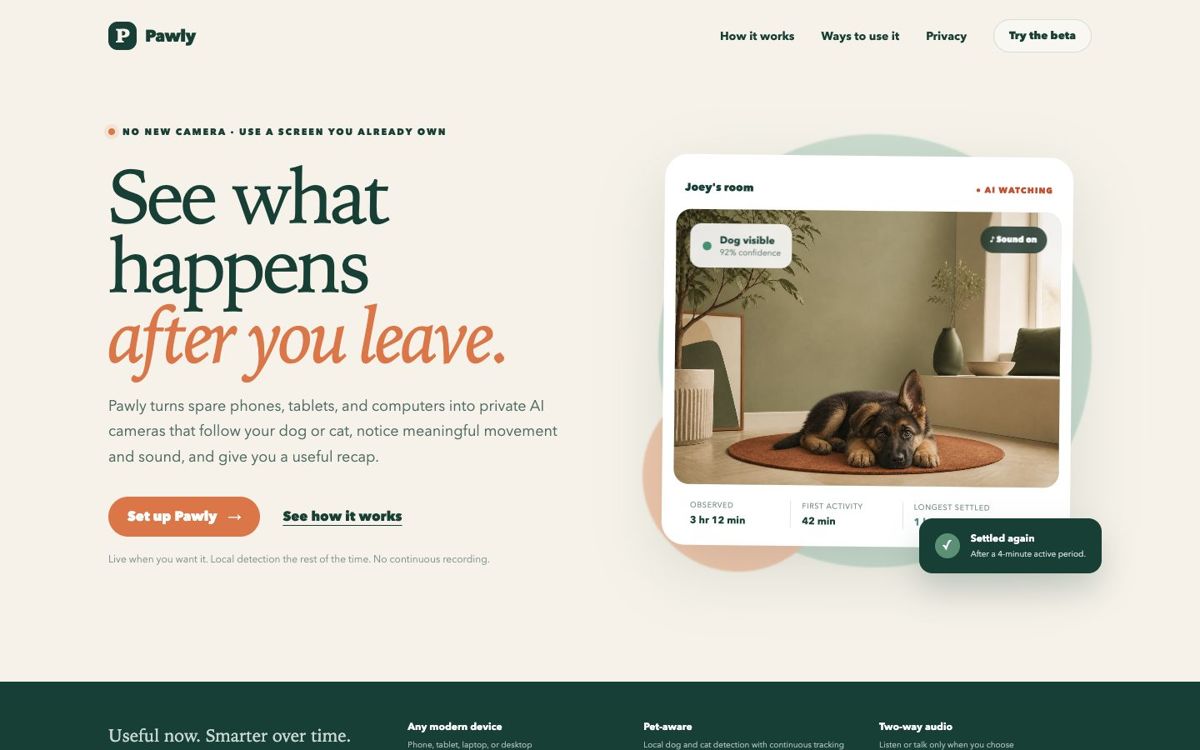 P Pawly
How it works
Ways to use it
Privacy
Try the beta
NO NEW CAMERA · USE A SCREEN YOU ALREADY OWN
See what
happens
after you leave.
Pawly turns spare phones, tablets, and computers into private AI
cameras that follow your dog or cat, notice meaningful movement
and sound, and give you a useful recap.
Set up Pawly →
See how it works
Live when you want it. Local detection the rest of the time. No continuous recording.
Joey's room
• AI WATCHING
Dog visible
92% confidence
♪ Sound on
OBSERVED
3 hr 12 min
FIRST ACTIVITY
42 min
LONGEST SETTLED
Settled again
After a 4-minute active period.
Useful now. Smarter over time.
Any modern device
Phone, tablet, laptop, or desktop
Pet-aware
Local dog and cat detection with continuous tracking
Two-way audio
Listen or talk only when you choose